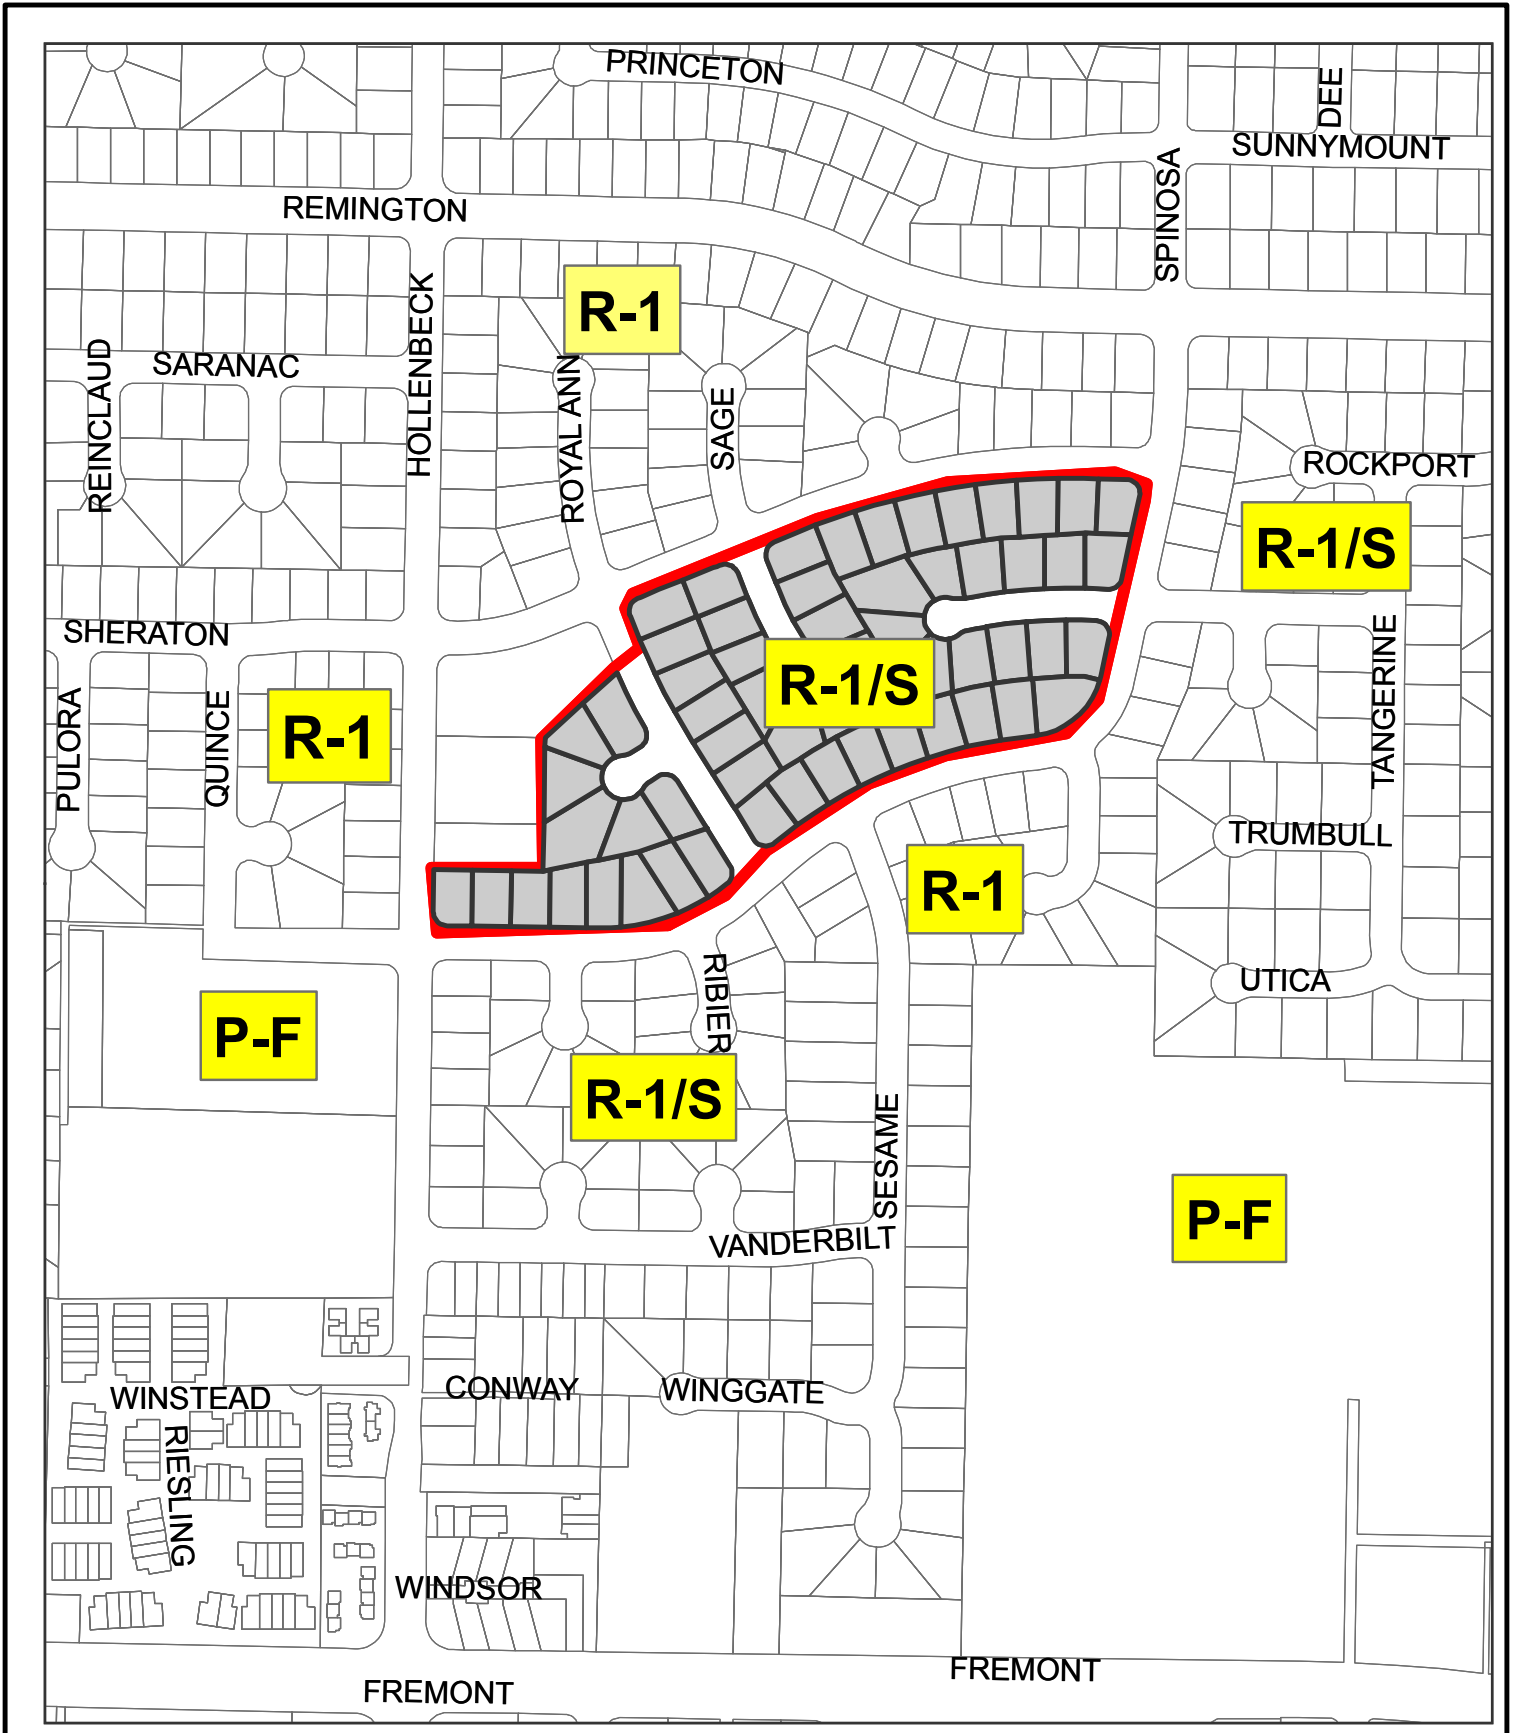 PRINCETON
DEE
SUNNYMOUNT
SPINOSA
REMINGTON
HOLLENBECK
R-1
REINCLAUD
SARANAC
ROYAL ANN
SAGE
ROCKPORT
R-1/S
SHERATON
TANGERINE
PULORA
QUINCE
R-1
R-1/S
TRUMBULL
R-1
RIBIER
UTICA
P-F
R-1/S
SESAME
P-F
VANDERBILT
WINSTEAD
CONWAY
WINGGATE
RIESLING
WINDSOR
FREMONT
FREMONT